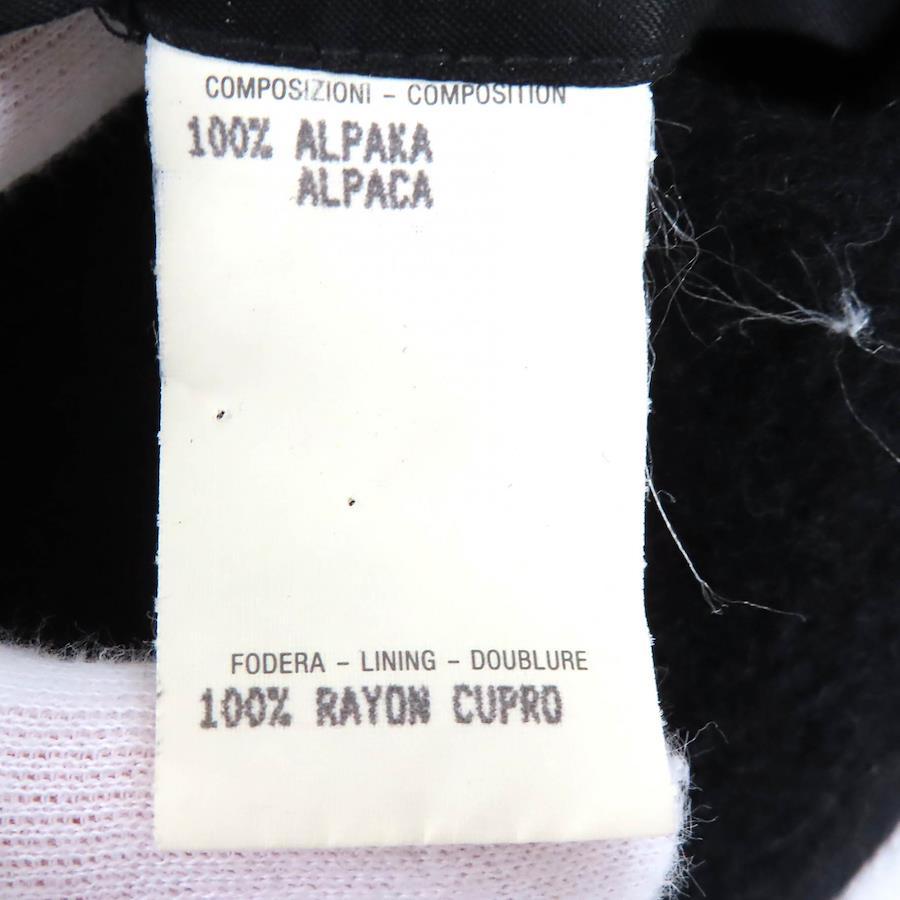 COMPOSIZIONI - COMPOSITION
100% ALPAKA
ALPACA
FODERA - LINING - DOUBLURE
100% RAYON CUPRO